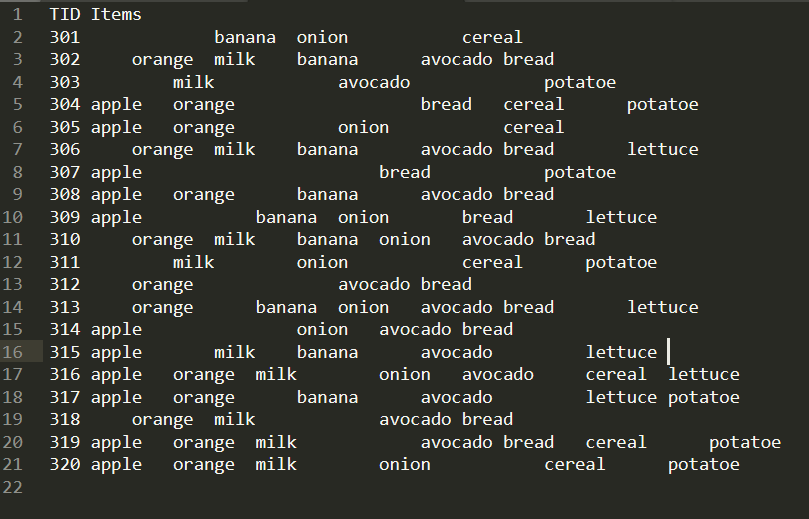 1 TID Items
2 301 banana onion cereal
3 302 orange milk banana avocado bread
4 303 milk avocado potatoe
5 304 apple orange bread cereal potatoe
6 305 apple orange onion cereal
7 306 orange milk banana avocado bread lettuce
8 307 apple bread potatoe
9 308 apple orange banana avocado bread
10 309 apple banana onion bread lettuce
11 310 orange milk banana onion avocado bread
12 311 milk onion cereal potatoe
13 312 orange avocado bread
14 313 orange banana onion avocado bread lettuce
15 314 apple onion avocado bread
16 315 apple milk banana avocado lettuce
17 316 apple orange milk onion avocado cereal lettuce
18 317 apple orange banana avocado lettuce potatoe
19 318 orange milk avocado bread
20 319 apple orange milk avocado bread cereal potatoe
21 320 apple orange milk onion cereal potatoe
22